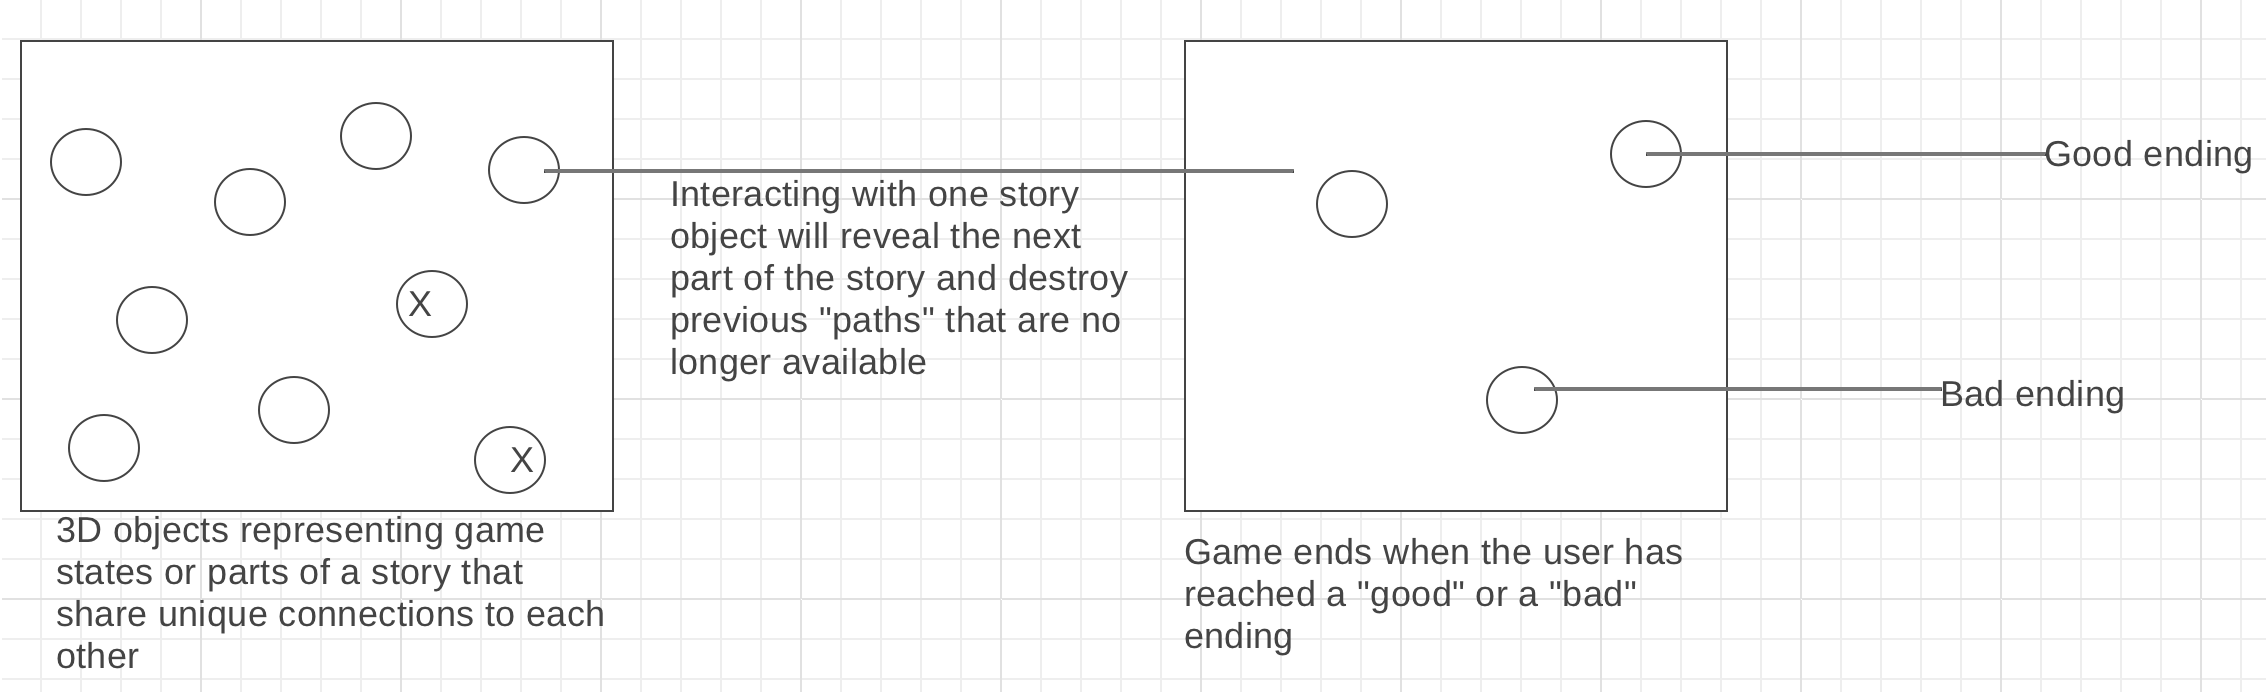 X
X
3D objects representing game
states or parts of a story that
share unique connections to each
other
Interacting with one story
object will reveal the next
part of the story and destroy
previous "paths" that are no
longer available
Good ending
Bad ending
Game ends when the user has
reached a "good" or a "bad"
ending